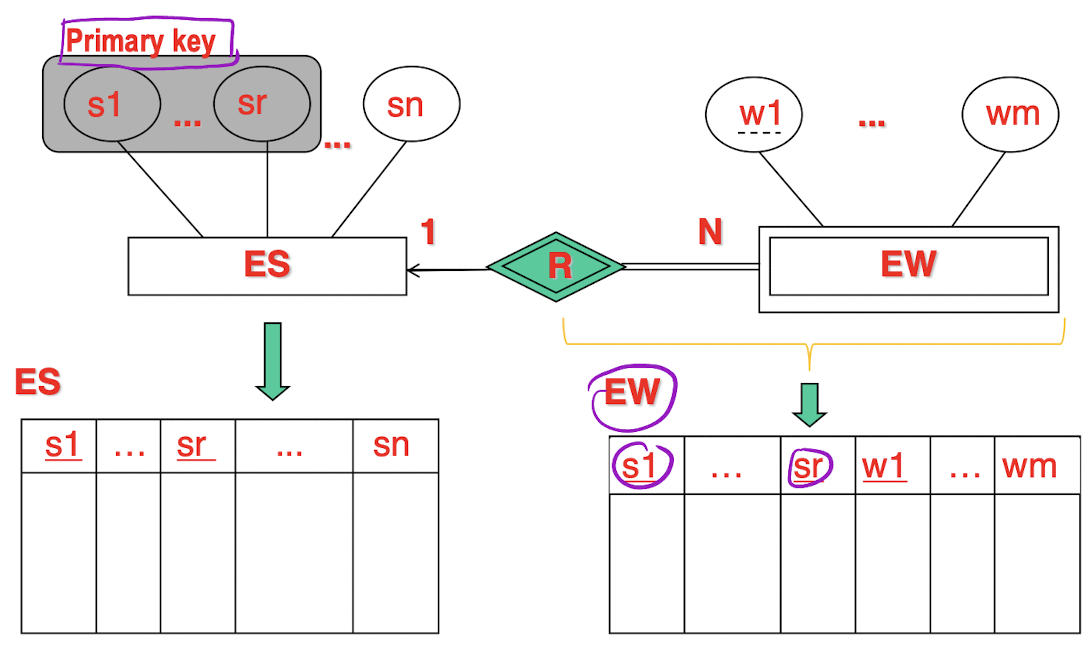 Primary key
s1 ... sr ... sn
w1 ... wm
ES 1 R N EW
ES
s1 ... sr ... sn
EW
s1 ... sr w1 ... wm